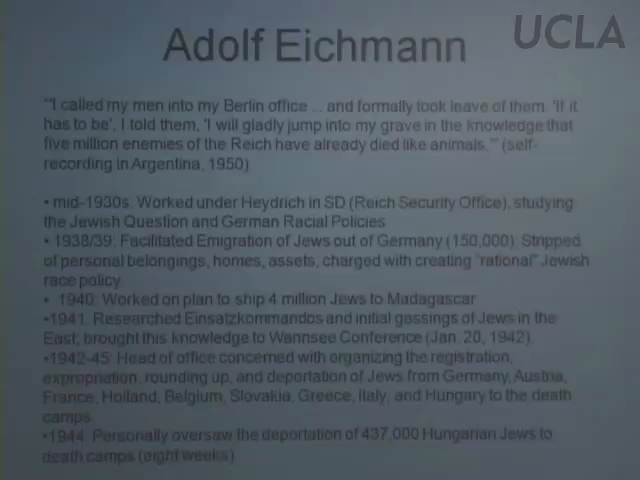 UCLA
Adolf Eichmann
"'I called my men into my Berlin office ... and formally took leave of them. 'If it
has to be', I told them, 'I will gladly jump into my grave in the knowledge that
five million enemies of the Reich have already died like animals.'" (self-
recording in Argentina, 1950)
• mid-1930s: Worked under Heydrich in SD (Reich Security Office), studying
the Jewish Question and German Racial Policies
• 1938/39: Facilitated Emigration of Jews out of Germany (150,000). Stripped
of personal belongings, homes, assets, charged with creating "rational" Jewish
race policy
• 1940: Worked on plan to ship 4 million Jews to Madagascar
•1941: Researched Einsatzkommandos and initial gassings of Jews in the
East; brought this knowledge to Wannsee Conference (Jan. 20, 1942)
•1942-45: Head of office concerned with organizing the registration,
expropriation, rounding up, and deportation of Jews from Germany, Austria,
France, Holland, Belgium, Slovakia, Greece, Italy, and Hungary to the death
camps
•1944: Personally oversaw the deportation of 437,000 Hungarian Jews to
death camps (eight weeks)